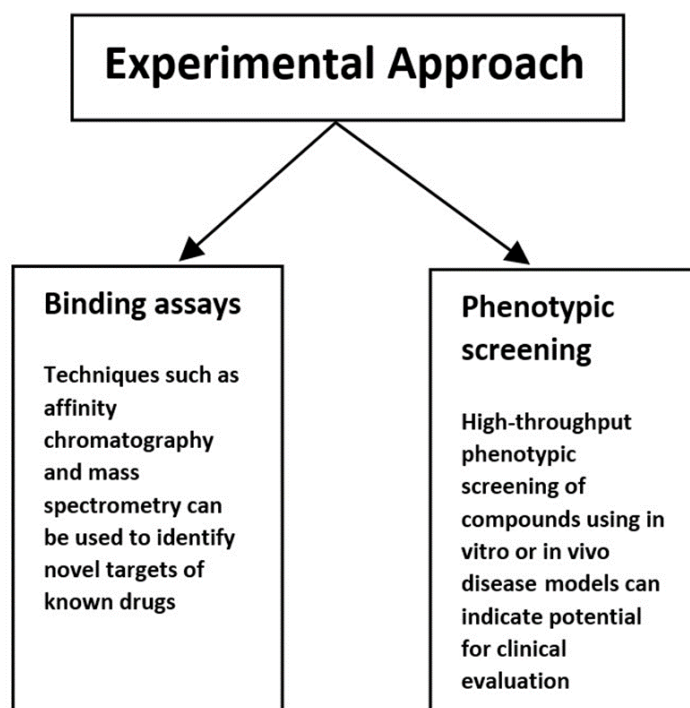 Experimental Approach
Binding assays
Techniques such as
affinity
chromatography
and mass
spectrometry can
be used to identify
novel targets of
known drugs
Phenotypic
screening
High-throughput
phenotypic
screening of
compounds using in
vitro or in vivo
disease models can
indicate potential
for clinical
evaluation